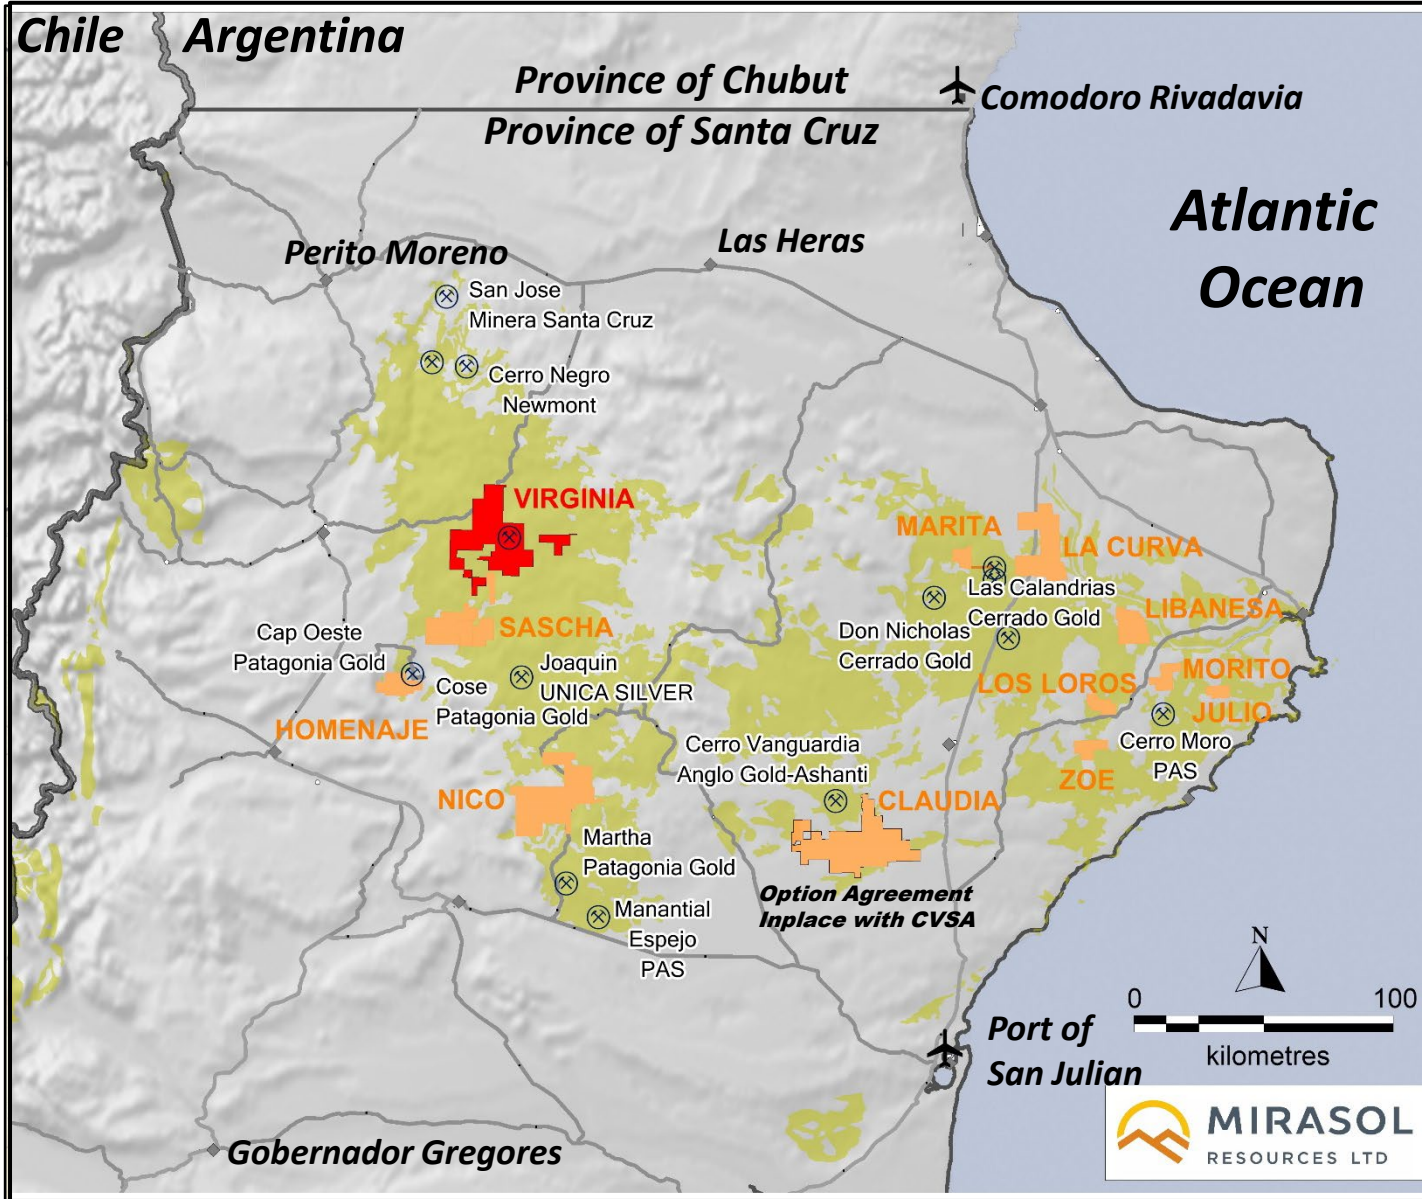 Chile Argentina
Province of Chubut
Comodoro Rivadavia
Province of Santa Cruz
Atlantic
Ocean
Perito Moreno
Las Heras
San Jose
Minera Santa Cruz
Cerro Negro
Newmont
VIRGINIA
MARITA
LA CURVA
Las Calandrias
Cerrado Gold
LIBANESA
SASCHA
Cap Oeste
Patagonia Gold
Don Nicholas
Cerrado Gold
Joaquin
UNICA SILVER
Cose
Patagonia Gold
HOMENAJE
LOS LOROS
MORITO
JULIO
Cerro Moro
PAS
Cerro Vanguardia
Anglo Gold-Ashanti
ZOE
NICO
CLAUDIA
Martha
Patagonia Gold
Option Agreement
Inplace with CVSA
Manantial
Espejo
PAS
N
0 100
kilometres
Port of
San Julian
Gobernador Gregores
MIRASOL
RESOURCES LTD